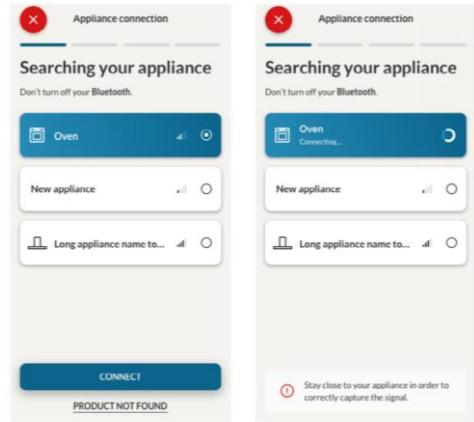 Appliance connection
Searching your appliance
Don't turn off your Bluetooth.
Oven
New appliance
Long appliance name to...
CONNECT
PRODUCT NOT FOUND
Appliance connection
Searching your appliance
Don't turn off your Bluetooth.
Oven
Connecting...
New appliance
Long appliance name to...
Stay close to your appliance in order to
correctly capture the signal.